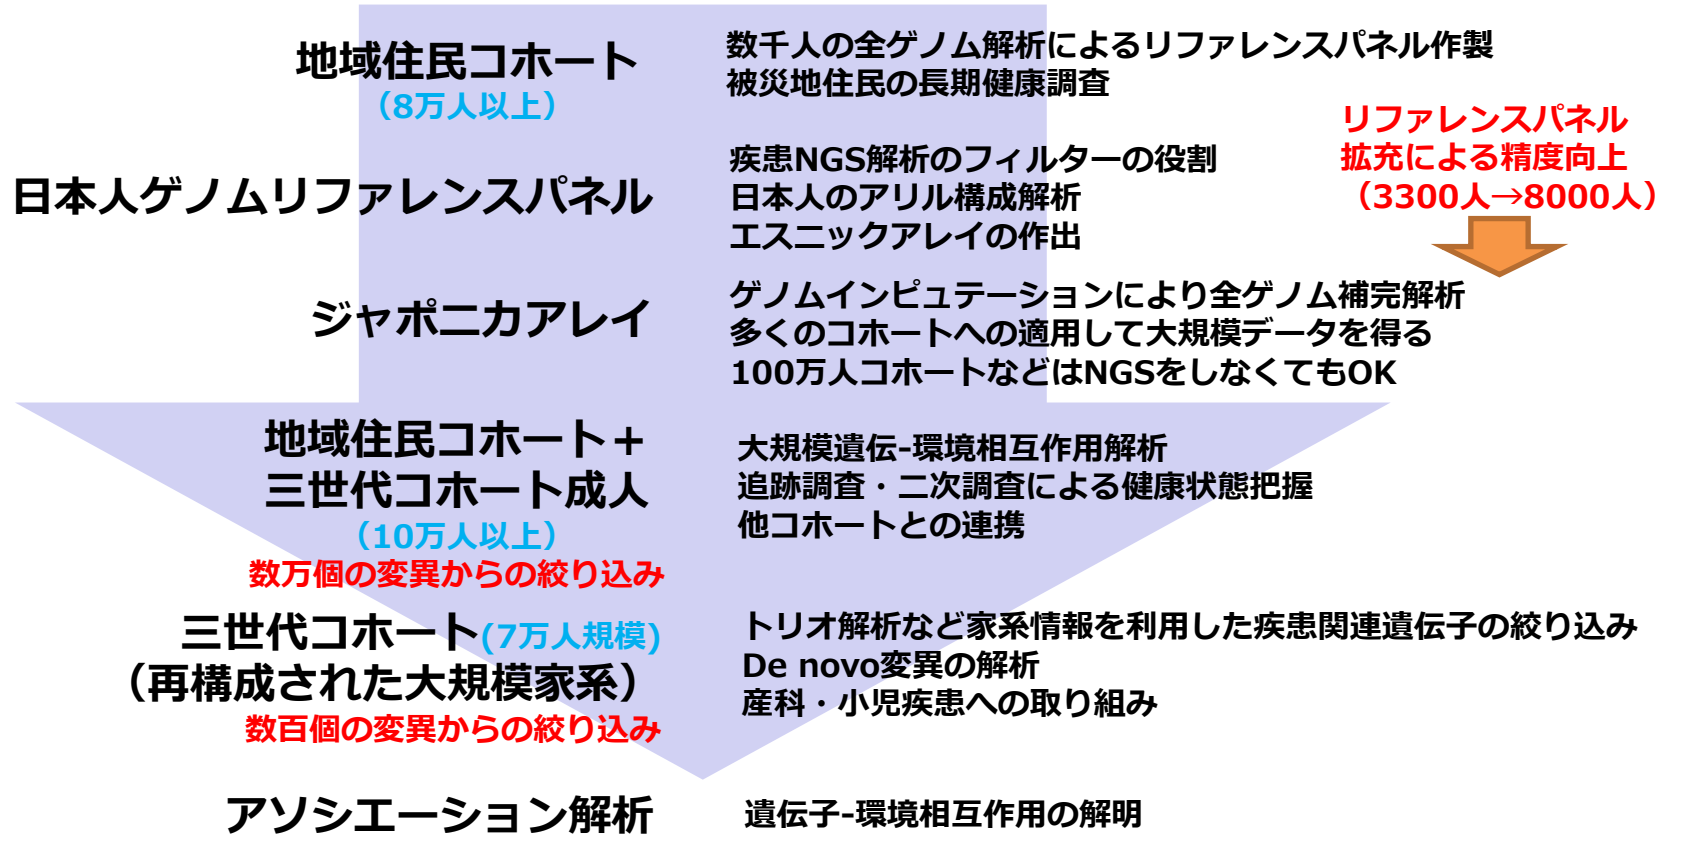 地域住民コホート
（8万人以上）
数千人の全ゲノム解析によるリファレンスパネル作製
被災地住民の長期健康調査
リファレンスパネル
拡充による精度向上
（3300人→8000人）
日本人ゲノムリファレンスパネル
疾患NGS解析のフィルターの役割
日本人のアリル構成解析
エスニックアレイの作出
ジャポニカアレイ
ゲノムインピュテーションにより全ゲノム補完解析
多くのコホートへの適用して大規模データを得る
100万人コホートなどはNGSをしなくてもOK
地域住民コホート＋
三世代コホート成人
（10万人以上）
数万個の変異からの絞り込み
大規模遺伝-環境相互作用解析
追跡調査・二次調査による健康状態把握
他コホートとの連携
三世代コホート(7万人規模)
（再構成された大規模家系）
数百個の変異からの絞り込み
トリオ解析など家系情報を利用した疾患関連遺伝子の絞り込み
De novo変異の解析
産科・小児疾患への取り組み
アソシエーション解析
遺伝子-環境相互作用の解明